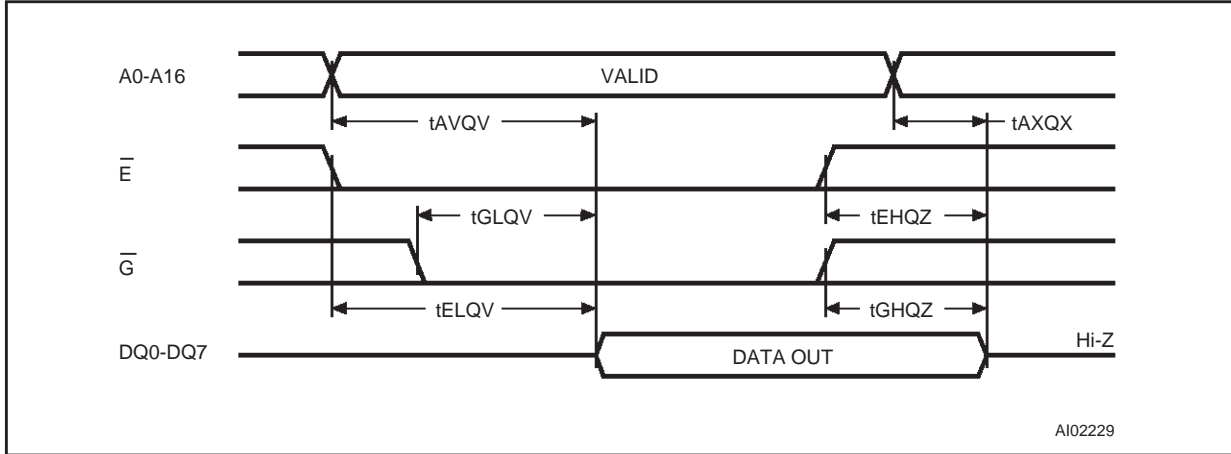 A0-A16
VALID
tAVQV
tAXQX
E
tGLQV
tEHQZ
G
tELQV
tGHQZ
DQ0-DQ7
DATA OUT
Hi-Z
AI02229